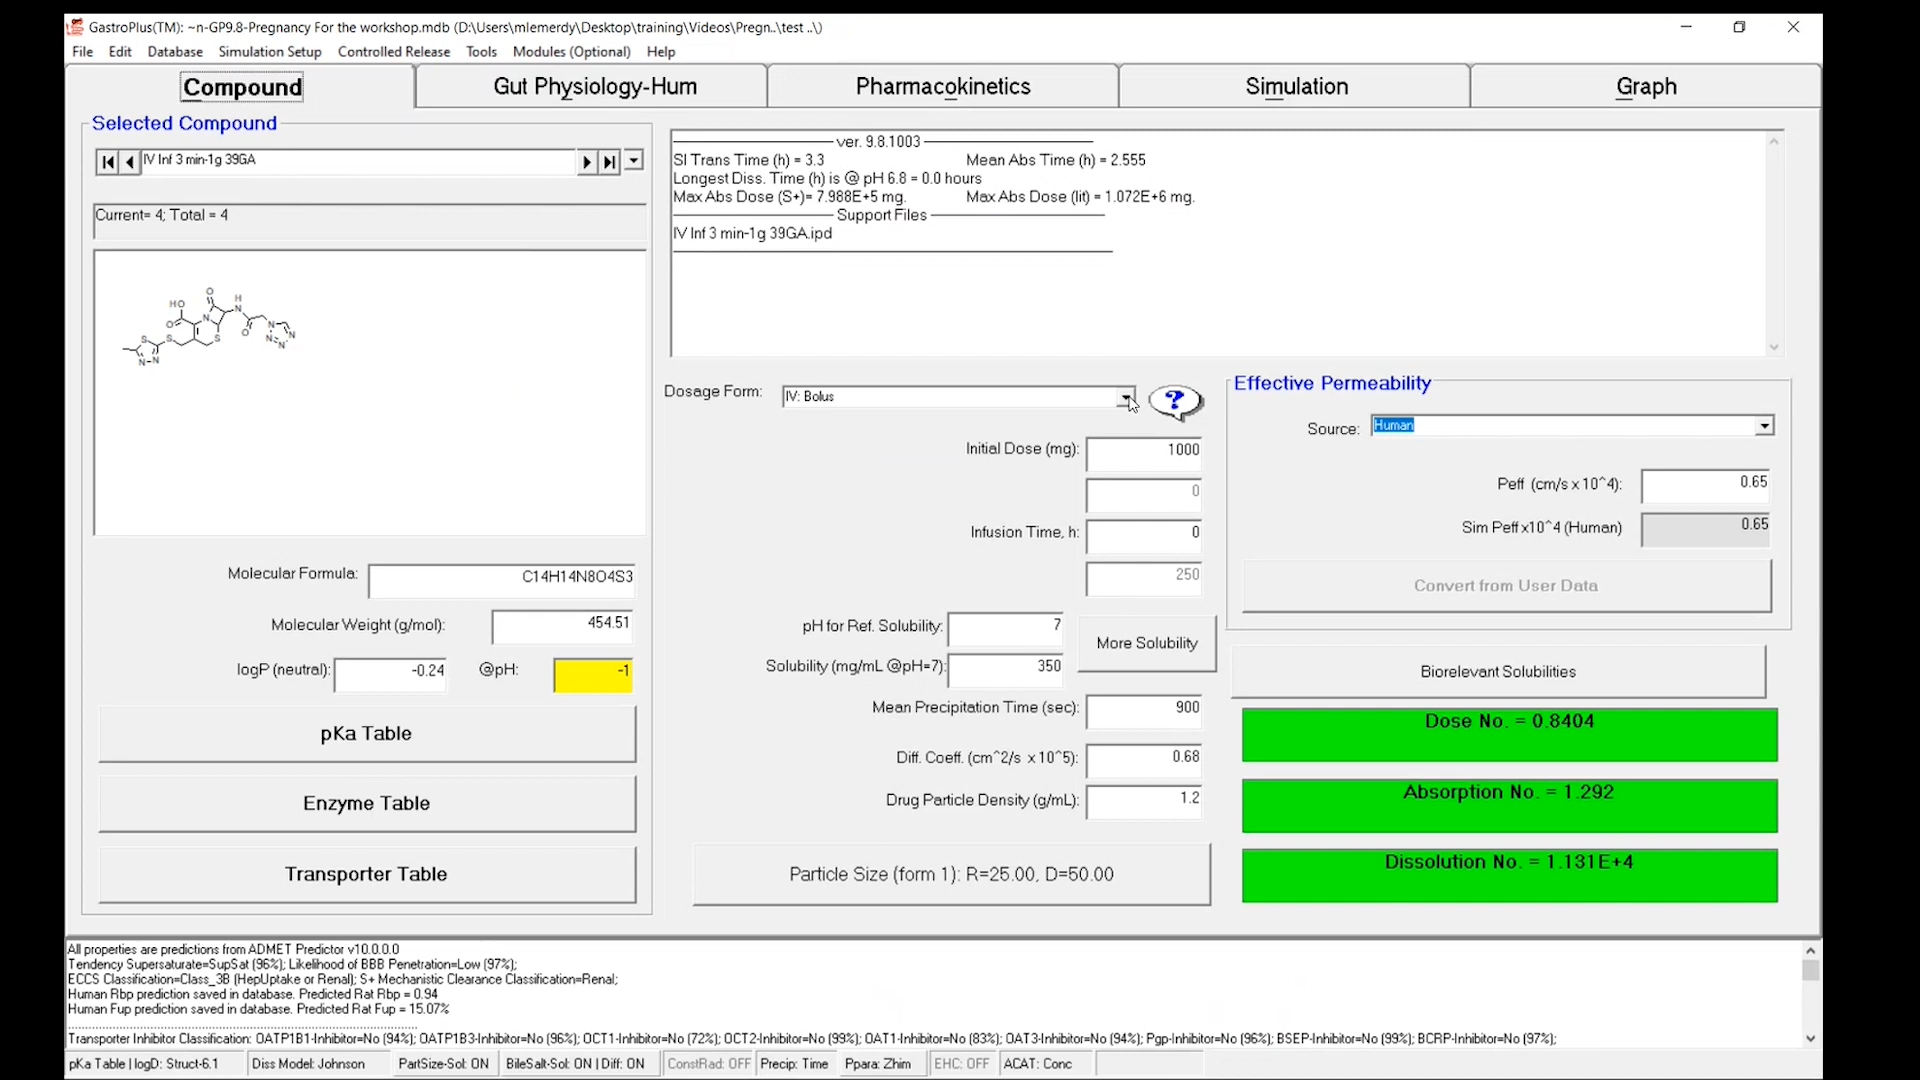 GastroPlus(TM): ~n-GP9.8-Pregnancy For the workshop.mdb (D:\Users\mlemerdy\Desktop\training\Videos\Pregn..\test ..\)
File Edit Database Simulation Setup Controlled Release Tools Modules (Optional) Help
Compound Gut Physiology-Hum Pharmacokinetics Simulation Graph
Selected Compound
IV Inf 3 min-1g 39GA
Current= 4; Total = 4
HO O O N H N O S S S N N N N N N
Molecular Formula: C14H14N8O4S3
Molecular Weight (g/mol): 454.51
logP (neutral): -0.24 @pH: -1
pKa Table
Enzyme Table
Transporter Table
ver. 9.8.1003
SI Trans Time (h) = 3.3 Mean Abs Time (h) = 2.555
Longest Diss. Time (h) is @ pH 6.8 = 0.0 hours
Max Abs Dose (S+)= 7.988E+5 mg. Max Abs Dose (lit) = 1.072E+6 mg.
Support Files
IV Inf 3 min-1g 39GA.ipd
Dosage Form: IV: Bolus ?
Initial Dose (mg): 1000
0
Infusion Time, h: 0
250
pH for Ref. Solubility: 7
Solubility (mg/mL @pH=7): 350
More Solubility
Mean Precipitation Time (sec): 900
Diff. Coeff. (cm^2/s x 10^5): 0.68
Drug Particle Density (g/mL): 1.2
Particle Size (form 1): R=25.00, D=50.00
Effective Permeability
Source: Human
Peff (cm/s x 10^4): 0.65
Sim Peff x10^4 (Human) 0.65
Convert from User Data
Biorelevant Solubilities
Dose No. = 0.8404
Absorption No. = 1.292
Dissolution No. = 1.131E+4
All properties are predictions from ADMET Predictor v10.0.0.0
Tendency Supersaturate=SupSat (96%); Likelihood of BBB Penetration=Low (97%);
ECCS Classification=Class_3B (HepUptake or Renal); S+ Mechanistic Clearance Classification=Renal;
Human Rbp prediction saved in database. Predicted Rat Rbp = 0.94
Human Fup prediction saved in database. Predicted Rat Fup = 15.07%
Transporter Inhibitor Classification: OATP1B1-Inhibitor=No (94%); OATP1B3-Inhibitor=No (96%); OCT1-Inhibitor=No (72%); OCT2-Inhibitor=No (99%); OAT1-Inhibitor=No (83%); OAT3-Inhibitor=No (94%); Pgp-Inhibitor=No (96%); BSEP-Inhibitor=No (99%); BCRP-Inhibitor=No (97%);
pKa Table | logD: Struct-6.1 Diss Model: Johnson PartSize-Sol: ON BileSalt-Sol: ON | Diff: ON ConstRad: OFF Precip: Time Ppara: Zhim EHC: OFF ACAT: Conc